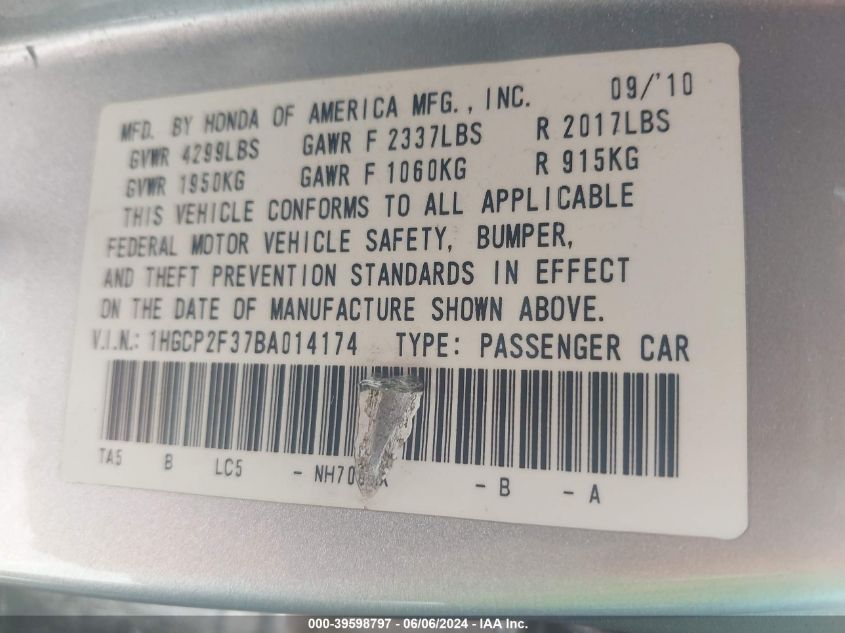 MFD. BY HONDA OF AMERICA MFG., INC. 09/'10
GVWR 4299LBS GAWR F 2337LBS R 2017LBS
GVWR 1950KG GAWR F 1060KG R 915KG
THIS VEHICLE CONFORMS TO ALL APPLICABLE
FEDERAL MOTOR VEHICLE SAFETY, BUMPER,
AND THEFT PREVENTION STANDARDS IN EFFECT
ON THE DATE OF MANUFACTURE SHOWN ABOVE.
V.I.N.: 1HGCP2F37BA014174 TYPE: PASSENGER CAR
TA5 B LC5 - - B - A
000-39598797 - 06/06/2024 - IAA Inc.